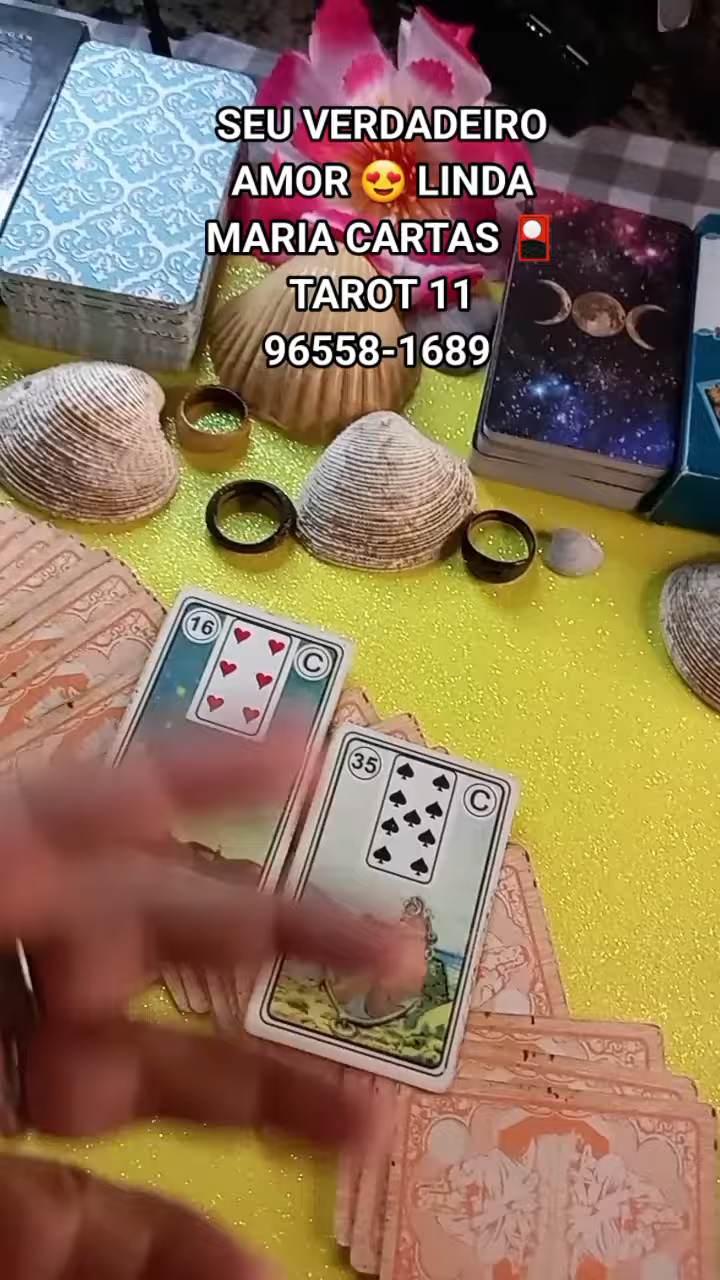 SEU VERDADEIRO
AMOR 😍 LINDA
MARIA CARTAS 🎴
TAROT 11
96558-1689
16
C
35
C